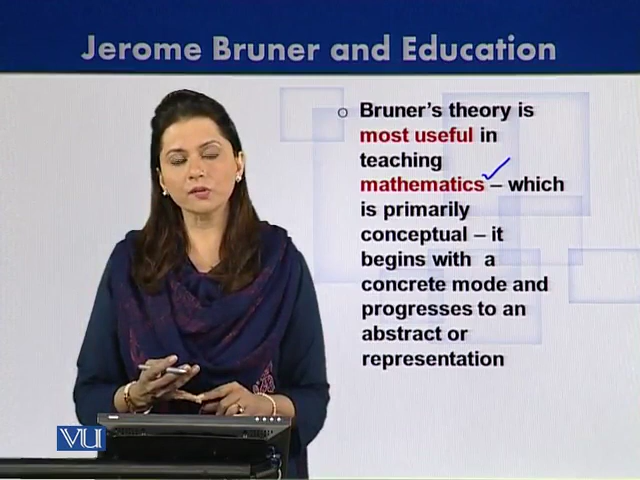 Jerome Bruner and Education
o Bruner's theory is
most useful in
teaching
mathematics – which
is primarily
conceptual – it
begins with a
concrete mode and
progresses to an
abstract or
representation
VU